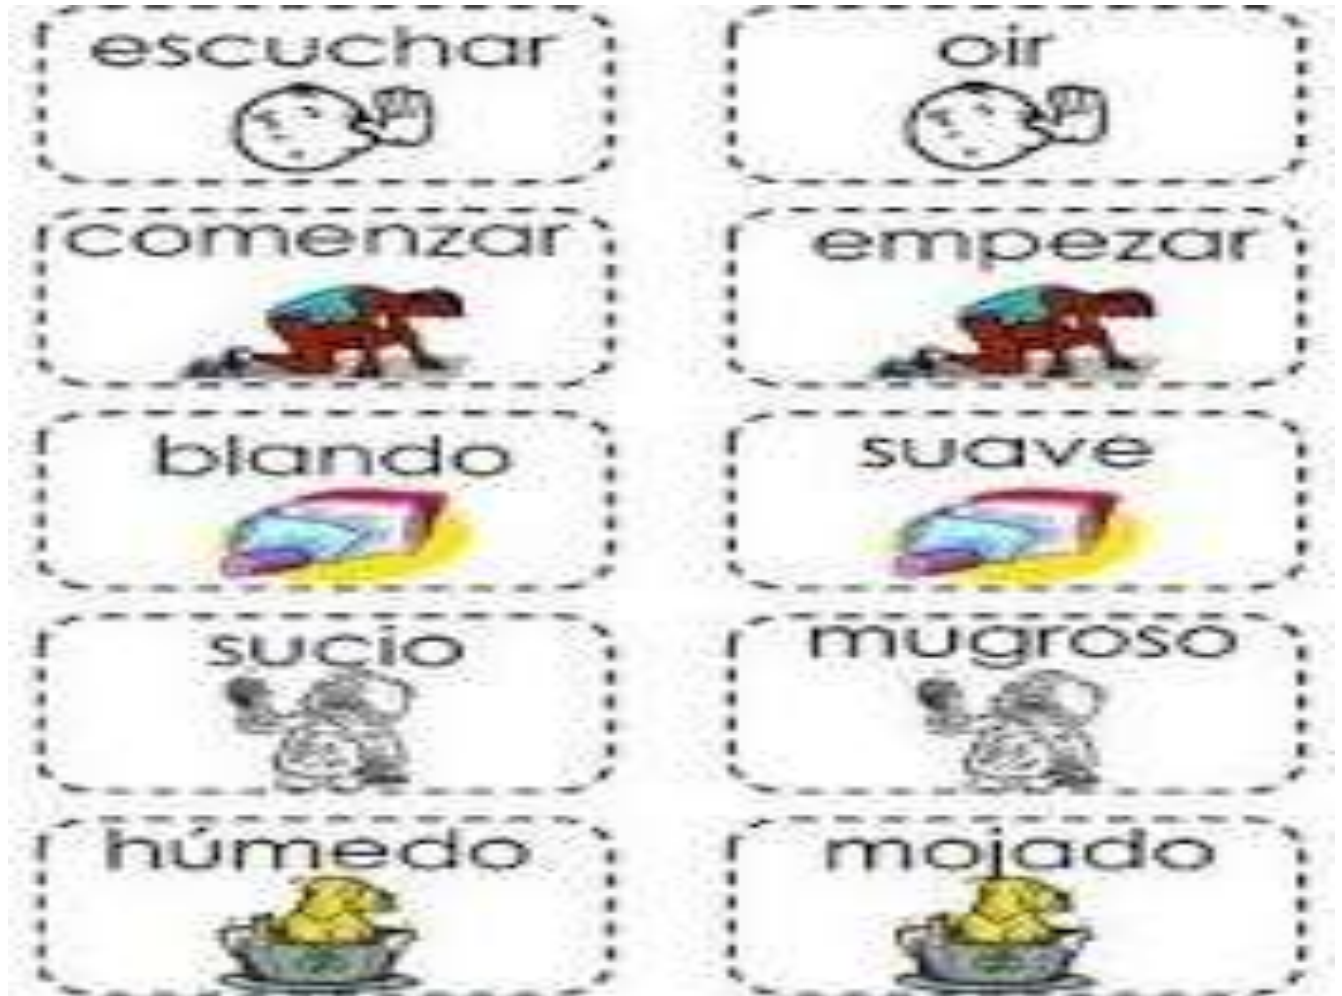 escuchar
oir
comenzar
empezar
blando
suave
sucio
mugroso
húmedo
mojado